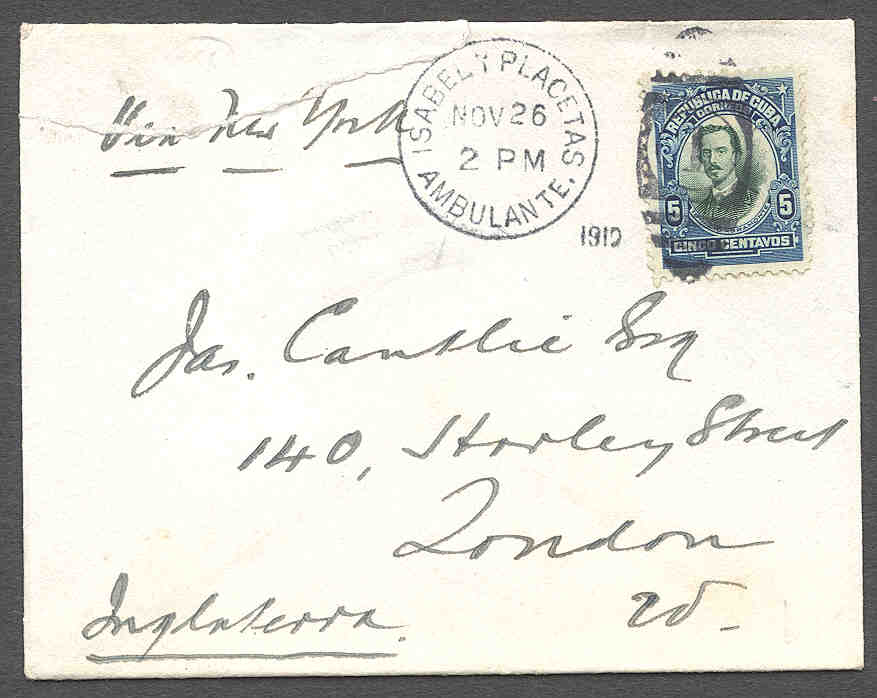 Via New York
ISABEL Y PLACETAS
NOV 26
2 PM
AMBULANTE.
1910
REPUBLICA DE CUBA
CORREOS
5 5
CINCO CENTAVOS
Jas. Cantlie Esq
140, Harley Street
London
W.
Inglaterra.